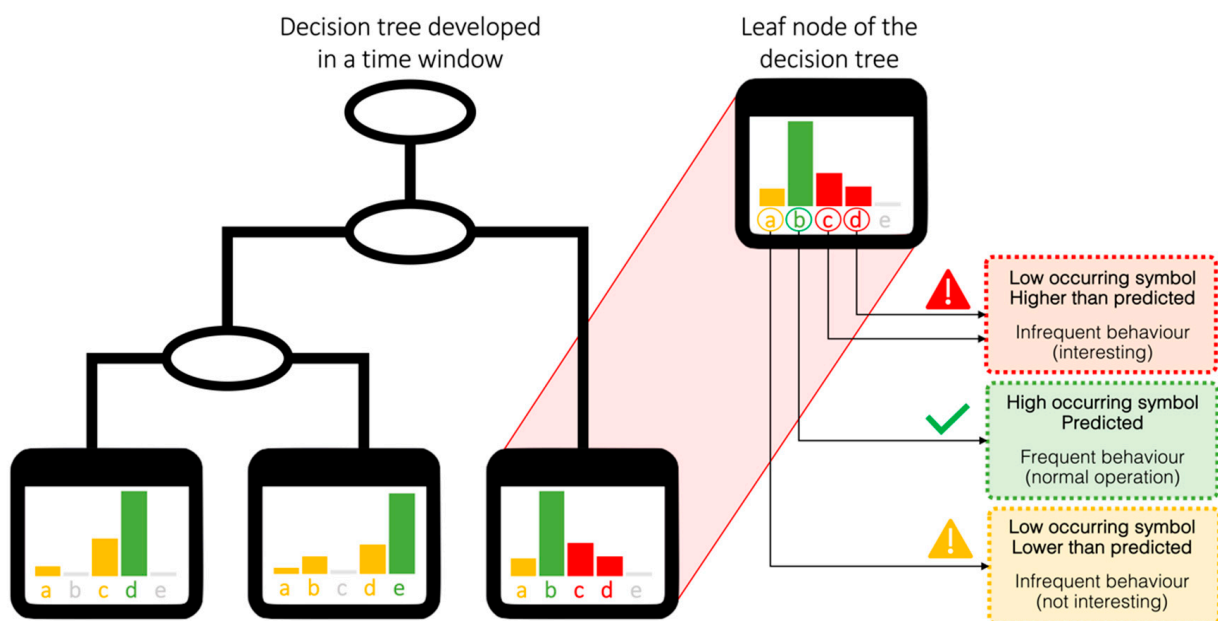 Decision tree developed
in a time window
Leaf node of the
decision tree
a b c d e
Low occurring symbol
Higher than predicted
Infrequent behaviour
(interesting)
High occurring symbol
Predicted
Frequent behaviour
(normal operation)
Low occurring symbol
Lower than predicted
Infrequent behaviour
(not interesting)
a b c d e
a b c d e
a b c d e